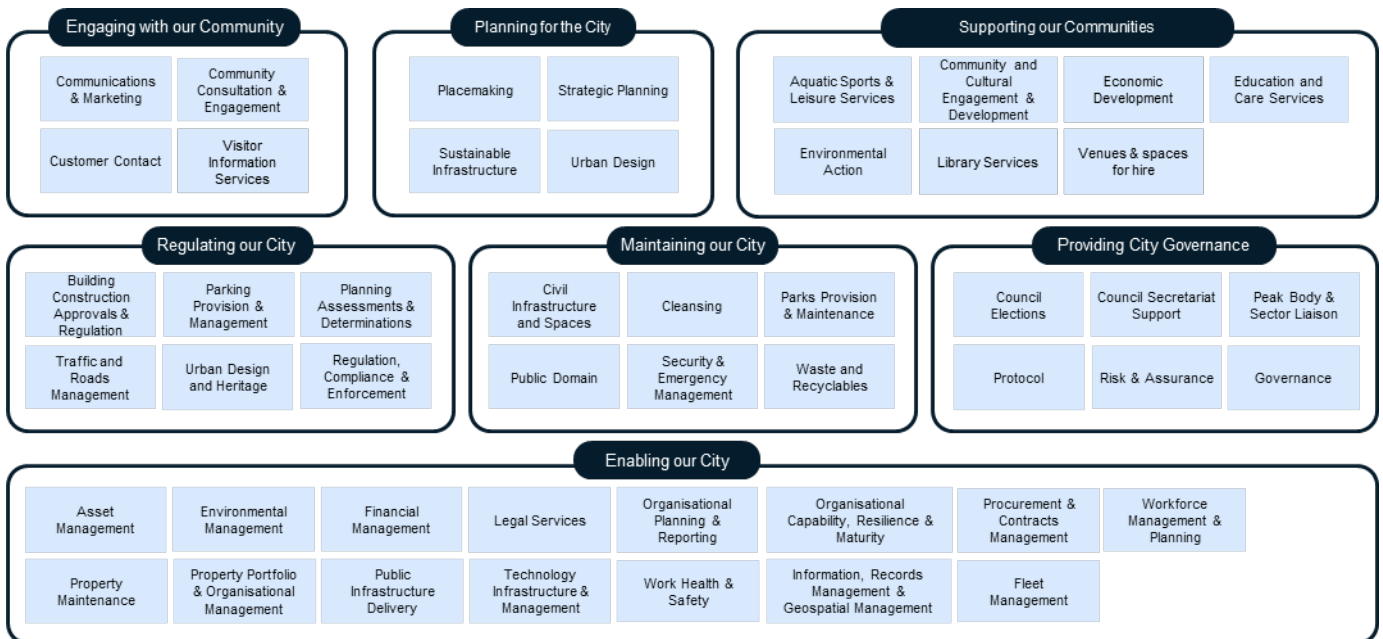 Engaging with our Community
Communications
& Marketing
Community
Consultation &
Engagement
Customer Contact
Visitor
Information
Services
Planning for the City
Placemaking
Strategic Planning
Sustainable
Infrastructure
Urban Design
Supporting our Communities
Aquatic Sports &
Leisure Services
Community and
Cultural
Engagement &
Development
Economic
Development
Education and
Care Services
Environmental
Action
Library Services
Venues & spaces
for hire
Regulating our City
Building
Construction
Approvals &
Regulation
Parking
Provision &
Management
Planning
Assessments &
Determinations
Traffic and
Roads
Management
Urban Design
and Heritage
Regulation,
Compliance &
Enforcement
Maintaining our City
Civil
Infrastructure
and Spaces
Cleansing
Parks Provision
& Maintenance
Public Domain
Security &
Emergency
Management
Waste and
Recyclables
Providing City Governance
Council
Elections
Council Secretariat
Support
Peak Body &
Sector Liaison
Protocol
Risk & Assurance
Governance
Enabling our City
Asset
Management
Environmental
Management
Financial
Management
Legal Services
Organisational
Planning &
Reporting
Organisational
Capability, Resilience &
Maturity
Procurement &
Contracts
Management
Workforce
Management &
Planning
Property
Maintenance
Property Portfolio
& Organisational
Management
Public
Infrastructure
Delivery
Technology
Infrastructure &
Management
Work Health &
Safety
Information, Records
Management &
Geospatial Management
Fleet
Management